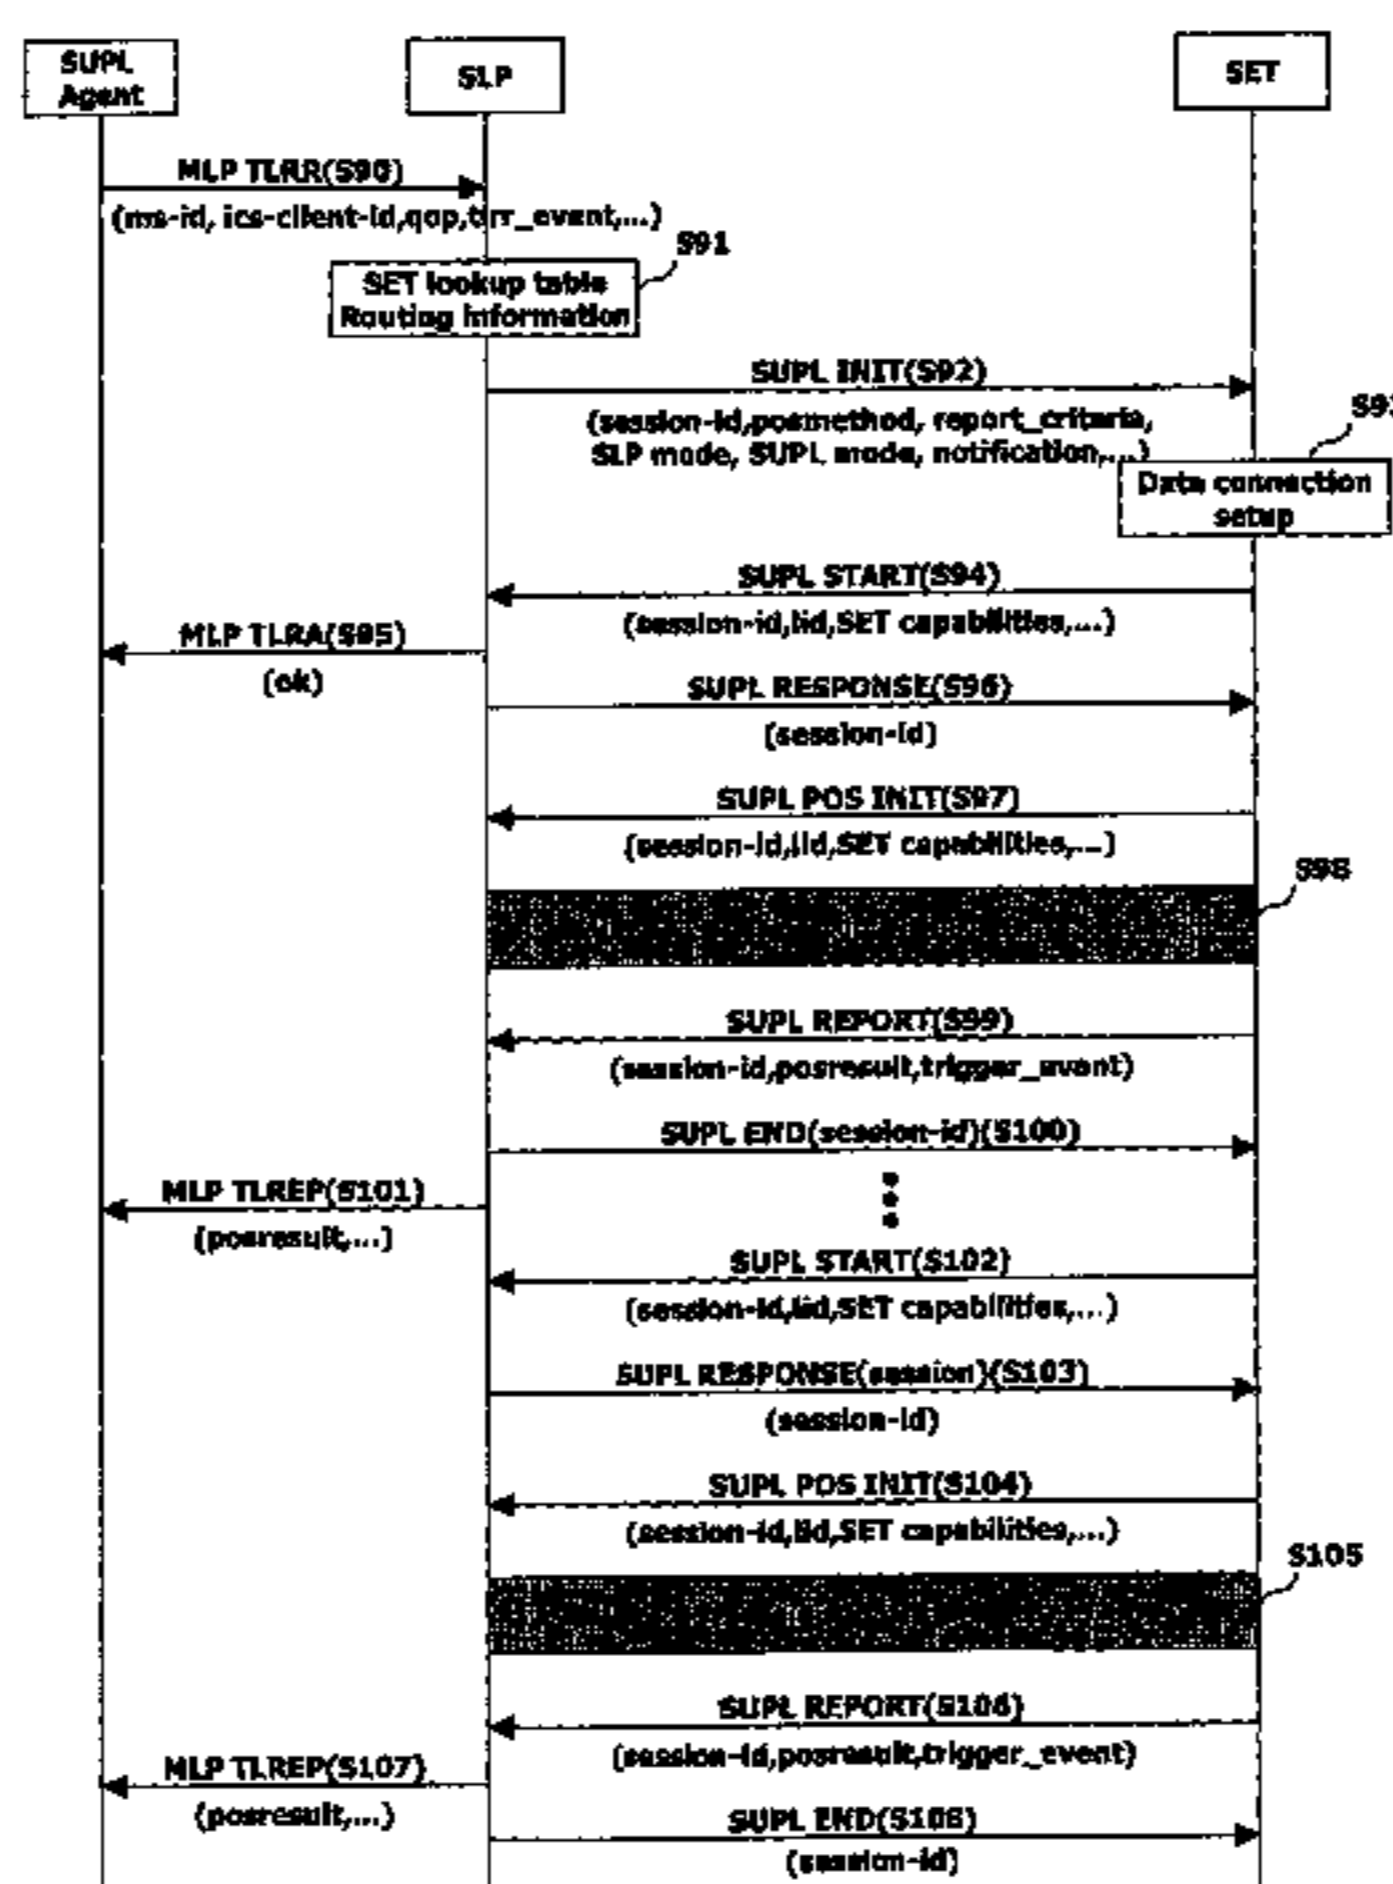 SUPL
Agent
SLP
SET
MLP TLRR(S90)
(ms-id, ics-client-id,qop,tlrr_event,...)
S91
SET lookup table
Routing information
SUPL INIT(S92)
(session-id,posmethod, report_criteria,
SLP mode, SUPL mode, notification,...)
Data connection
setup
SUPL START(S94)
(session-id,lid,SET capabilities,...)
MLP TLRA(S95)
(ok)
SUPL RESPONSE(S96)
(session-id)
SUPL POS INIT(S97)
(session-id,lid,SET capabilities,...)
S98
SUPL REPORT(S99)
(session-id,posresult,trigger_event)
SUPL END(session-id)(S100)
MLP TLREP(S101)
(posresult,...)
SUPL START(S102)
(session-id,lid,SET capabilities,...)
SUPL RESPONSE(session)(S103)
(session-id)
SUPL POS INIT(S104)
(session-id,lid,SET capabilities,...)
S105
SUPL REPORT(S106)
(session-id,posresult,trigger_event)
MLP TLREP(S107)
(posresult,...)
SUPL END(S108)
(session-id)